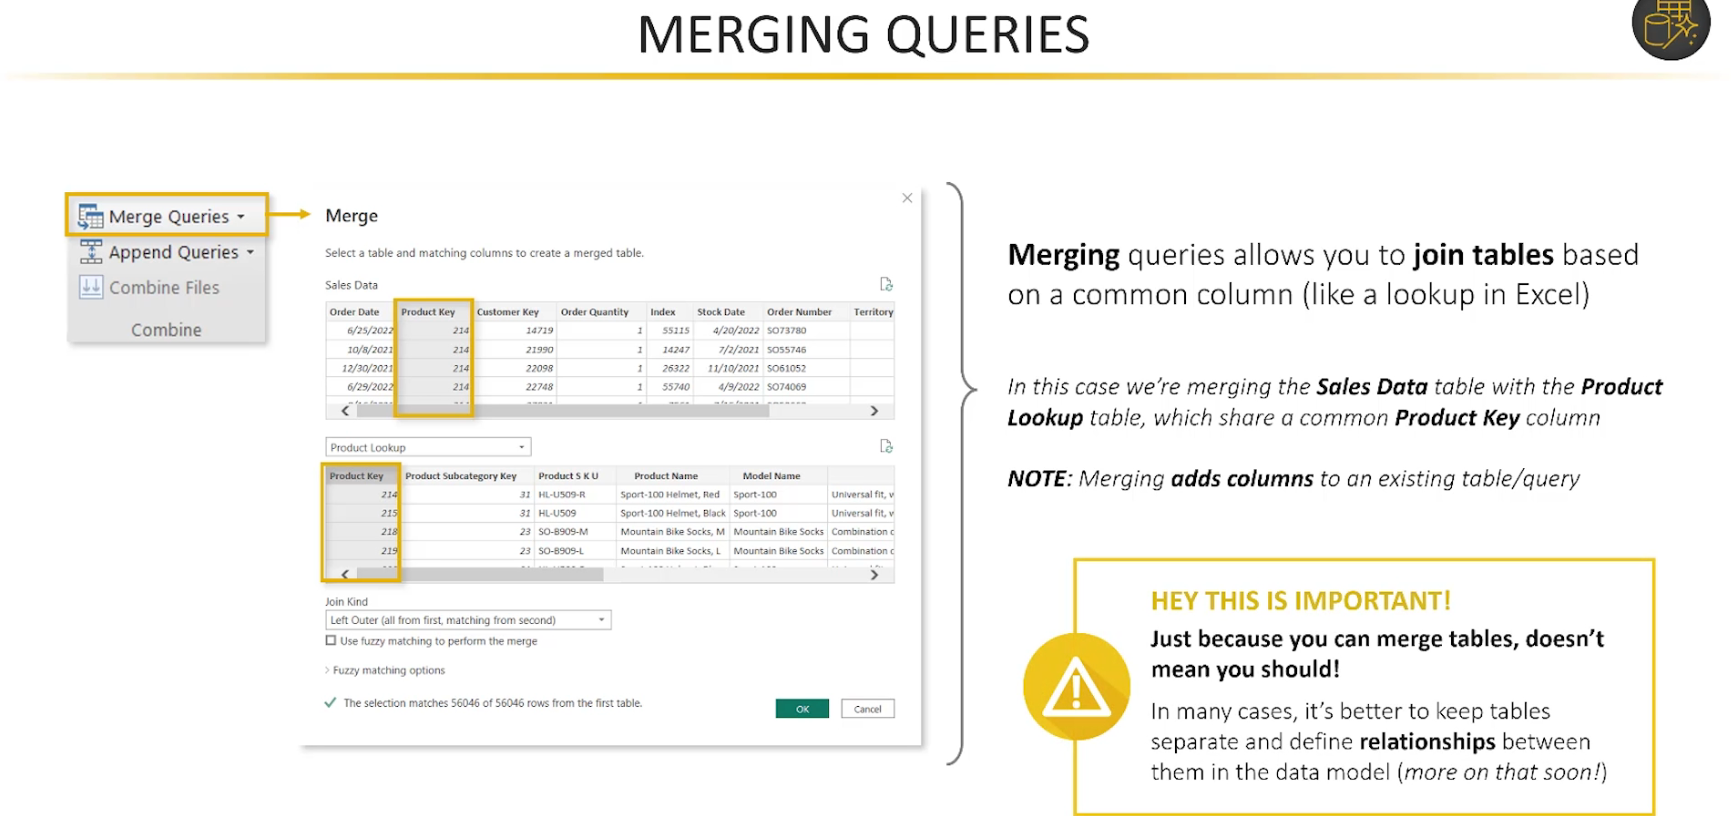 MERGING QUERIES
Merge Queries
Append Queries
Combine Files
Combine
Merge
Select a table and matching columns to create a merged table.
Sales Data
Order Date Product Key Customer Key Order Quantity Index Stock Date Order Number Territory
6/25/2022 214 14719 1 55115 4/20/2022 SO73780
10/8/2021 214 21990 1 14247 7/2/2021 SO55746
12/30/2021 214 22098 1 26322 11/10/2021 SO61052
6/29/2022 214 22748 1 55740 4/9/2022 SO74069
Product Lookup
Product Key Product Subcategory Key Product S K U Product Name Model Name
214 31 HL-U509-R Sport-100 Helmet, Red Sport-100 Universal fit, v
215 31 HL-U509 Sport-100 Helmet, Black Sport-100 Universal fit, v
218 23 SO-B909-M Mountain Bike Socks, M Mountain Bike Socks Combination c
219 23 SO-B909-L Mountain Bike Socks, L Mountain Bike Socks Combination c
Join Kind
Left Outer (all from first, matching from second)
Use fuzzy matching to perform the merge
Fuzzy matching options
The selection matches 56046 of 56046 rows from the first table.
OK Cancel
Merging queries allows you to join tables based
on a common column (like a lookup in Excel)
In this case we're merging the Sales Data table with the Product
Lookup table, which share a common Product Key column
NOTE: Merging adds columns to an existing table/query
HEY THIS IS IMPORTANT!
Just because you can merge tables, doesn't
mean you should!
In many cases, it's better to keep tables
separate and define relationships between
them in the data model (more on that soon!)